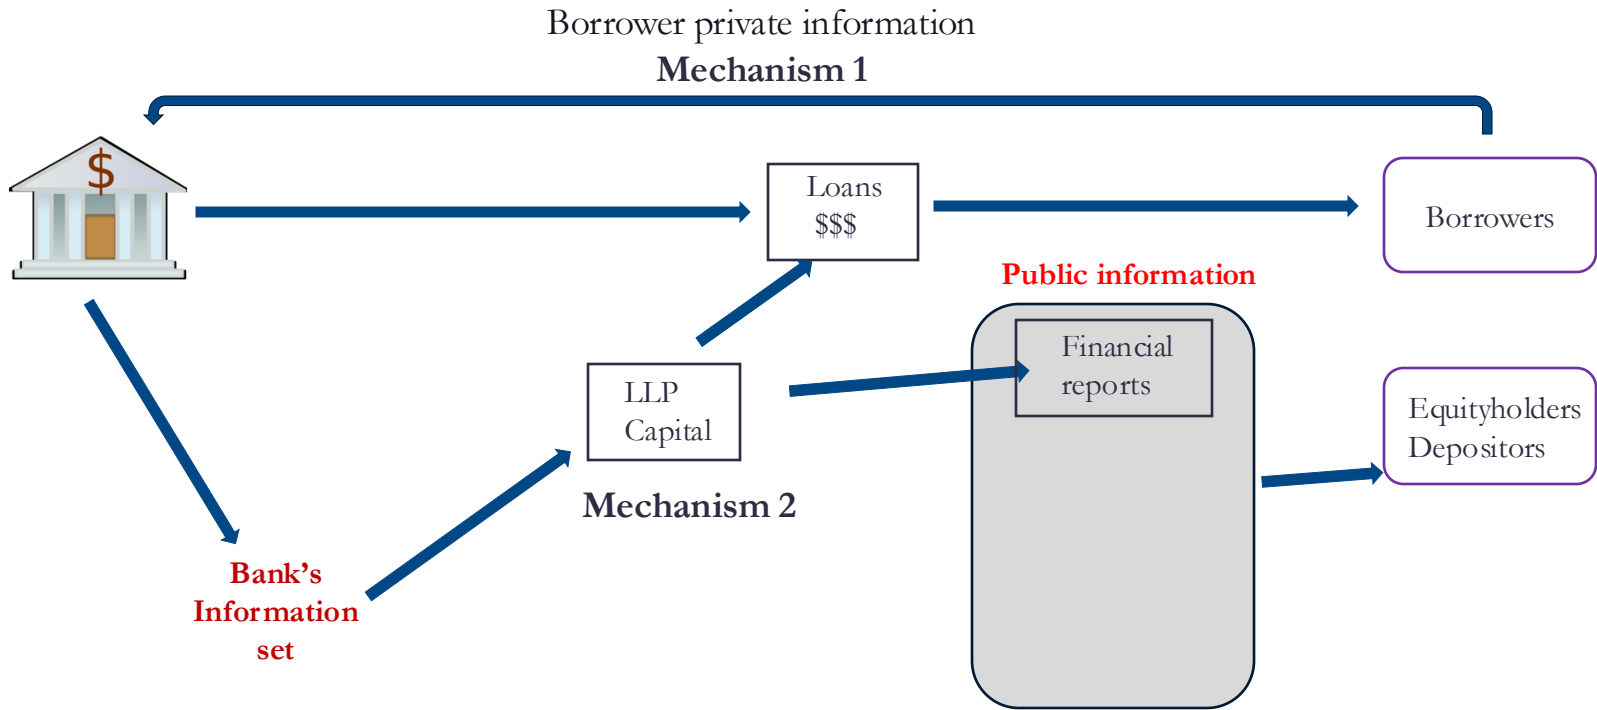 Borrower private information
Mechanism 1
$
Loans
$$$
Borrowers
Public information
Financial
reports
LLP
Capital
Equityholders
Depositors
Mechanism 2
Bank’s
Information
set